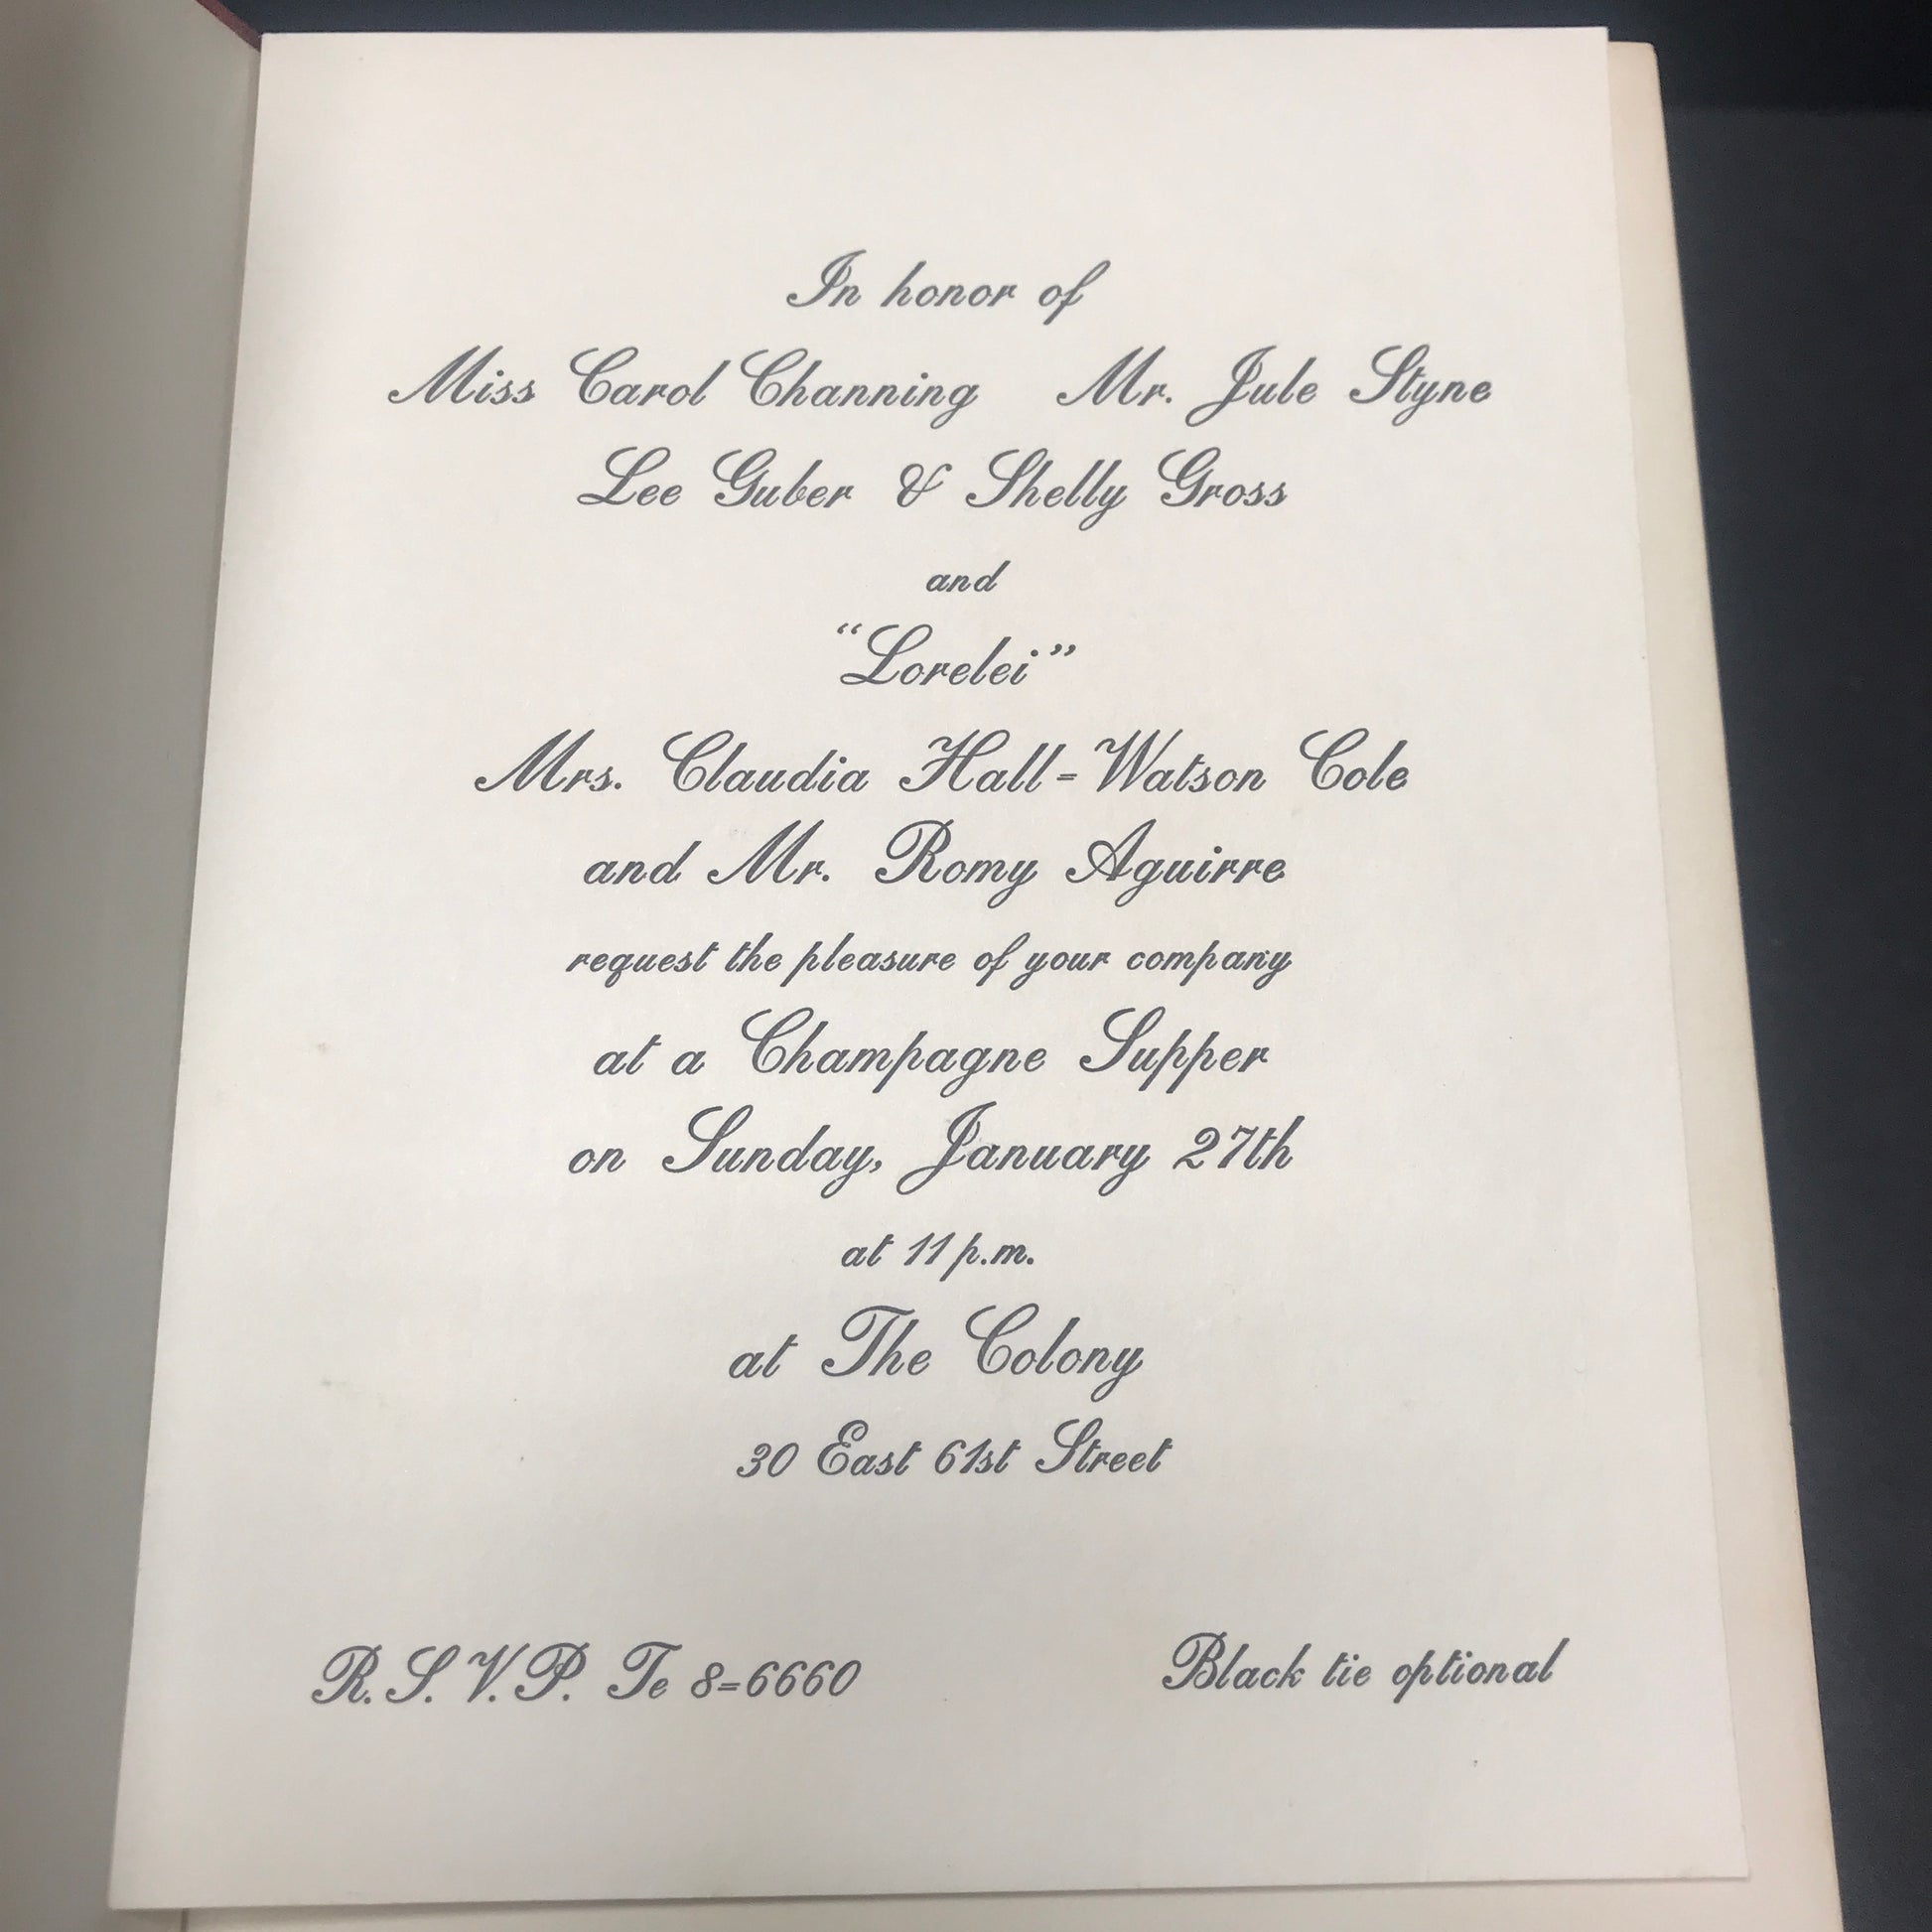 In honor of
Miss Carol Channing Mr. Jule Styne
Lee Guber & Shelly Gross
and
“Lorelei”
Mrs. Claudia Hall-Watson Cole
and Mr. Romy Aguirre
request the pleasure of your company
at a Champagne Supper
on Sunday, January 27th
at 11 p.m.
at The Colony
30 East 61st Street
R.S.V.P. Te 8-6660
Black tie optional